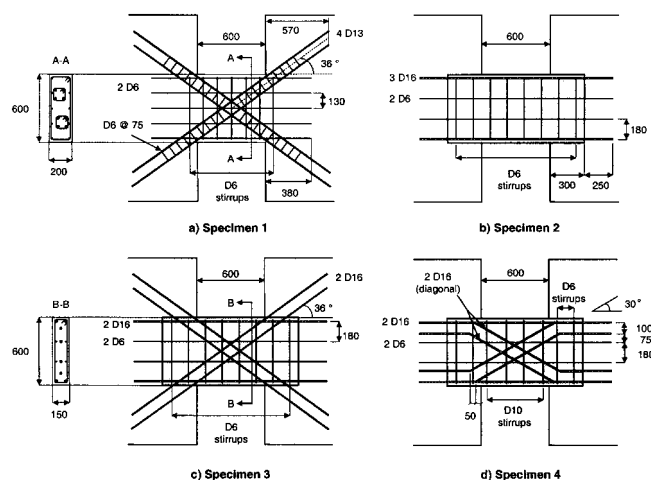 A-A
600
200
600
570
4 D13
A
36°
2 D6
130
D6 @ 75
A
380
D6
stirrups
a) Specimen 1
600
3 D16
2 D6
180
D6
stirrups
300
250
b) Specimen 2
B-B
600
150
600
2 D16
B
36°
2 D16
2 D6
180
B
D6
stirrups
c) Specimen 3
2 D16
(diagonal)
600
D6
stirrups
30°
2 D16
2 D6
100
75
180
50
D10
stirrups
d) Specimen 4